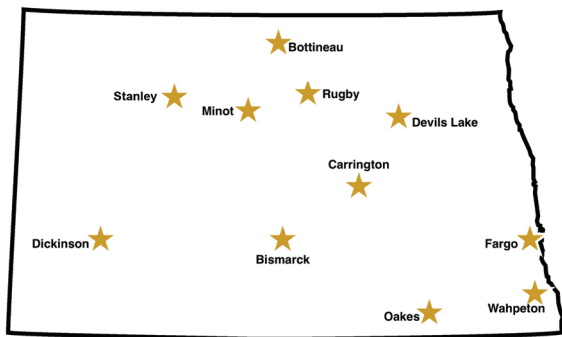 Bottineau
Stanley
Rugby
Minot
Devils Lake
Carrington
Dickinson
Fargo
Bismarck
Wahpeton
Oakes